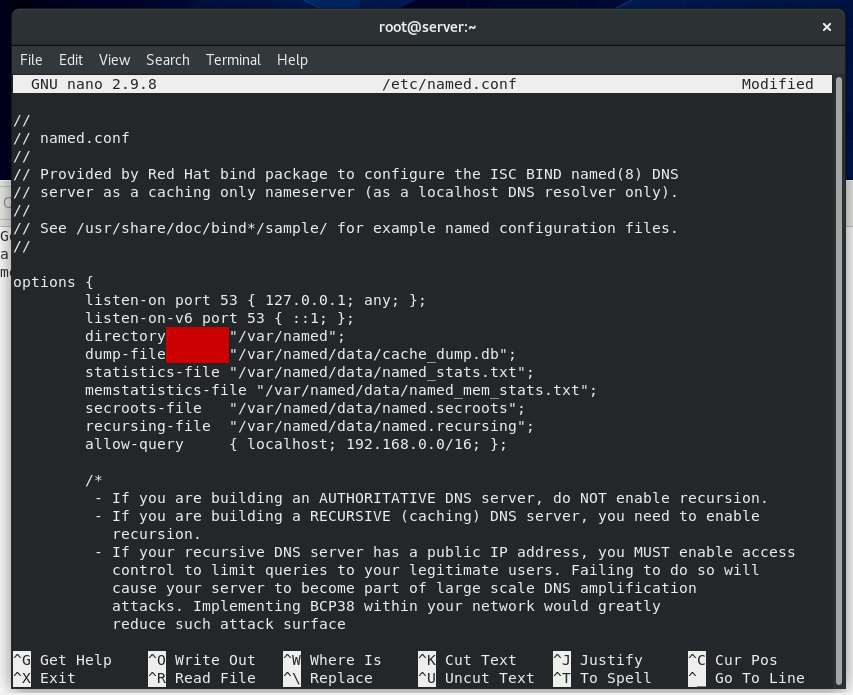 root@server:~
File Edit View Search Terminal Help
GNU nano 2.9.8 /etc/named.conf Modified
//
// named.conf
//
// Provided by Red Hat bind package to configure the ISC BIND named(8) DNS
// server as a caching only nameserver (as a localhost DNS resolver only).
//
// See /usr/share/doc/bind*/sample/ for example named configuration files.
//
options {
listen-on port 53 { 127.0.0.1; any; };
listen-on-v6 port 53 { ::1; };
directory "/var/named";
dump-file "/var/named/data/cache_dump.db";
statistics-file "/var/named/data/named_stats.txt";
memstatistics-file "/var/named/data/named_mem_stats.txt";
secroots-file "/var/named/data/named.secroots";
recursing-file "/var/named/data/named.recursing";
allow-query { localhost; 192.168.0.0/16; };
/*
- If you are building an AUTHORITATIVE DNS server, do NOT enable recursion.
- If you are building a RECURSIVE (caching) DNS server, you need to enable
recursion.
- If your recursive DNS server has a public IP address, you MUST enable access
control to limit queries to your legitimate users. Failing to do so will
cause your server to become part of large scale DNS amplification
attacks. Implementing BCP38 within your network would greatly
reduce such attack surface
^G Get Help ^O Write Out ^W Where Is ^K Cut Text ^J Justify ^C Cur Pos
^X Exit ^R Read File ^\ Replace ^U Uncut Text ^T To Spell ^_ Go To Line